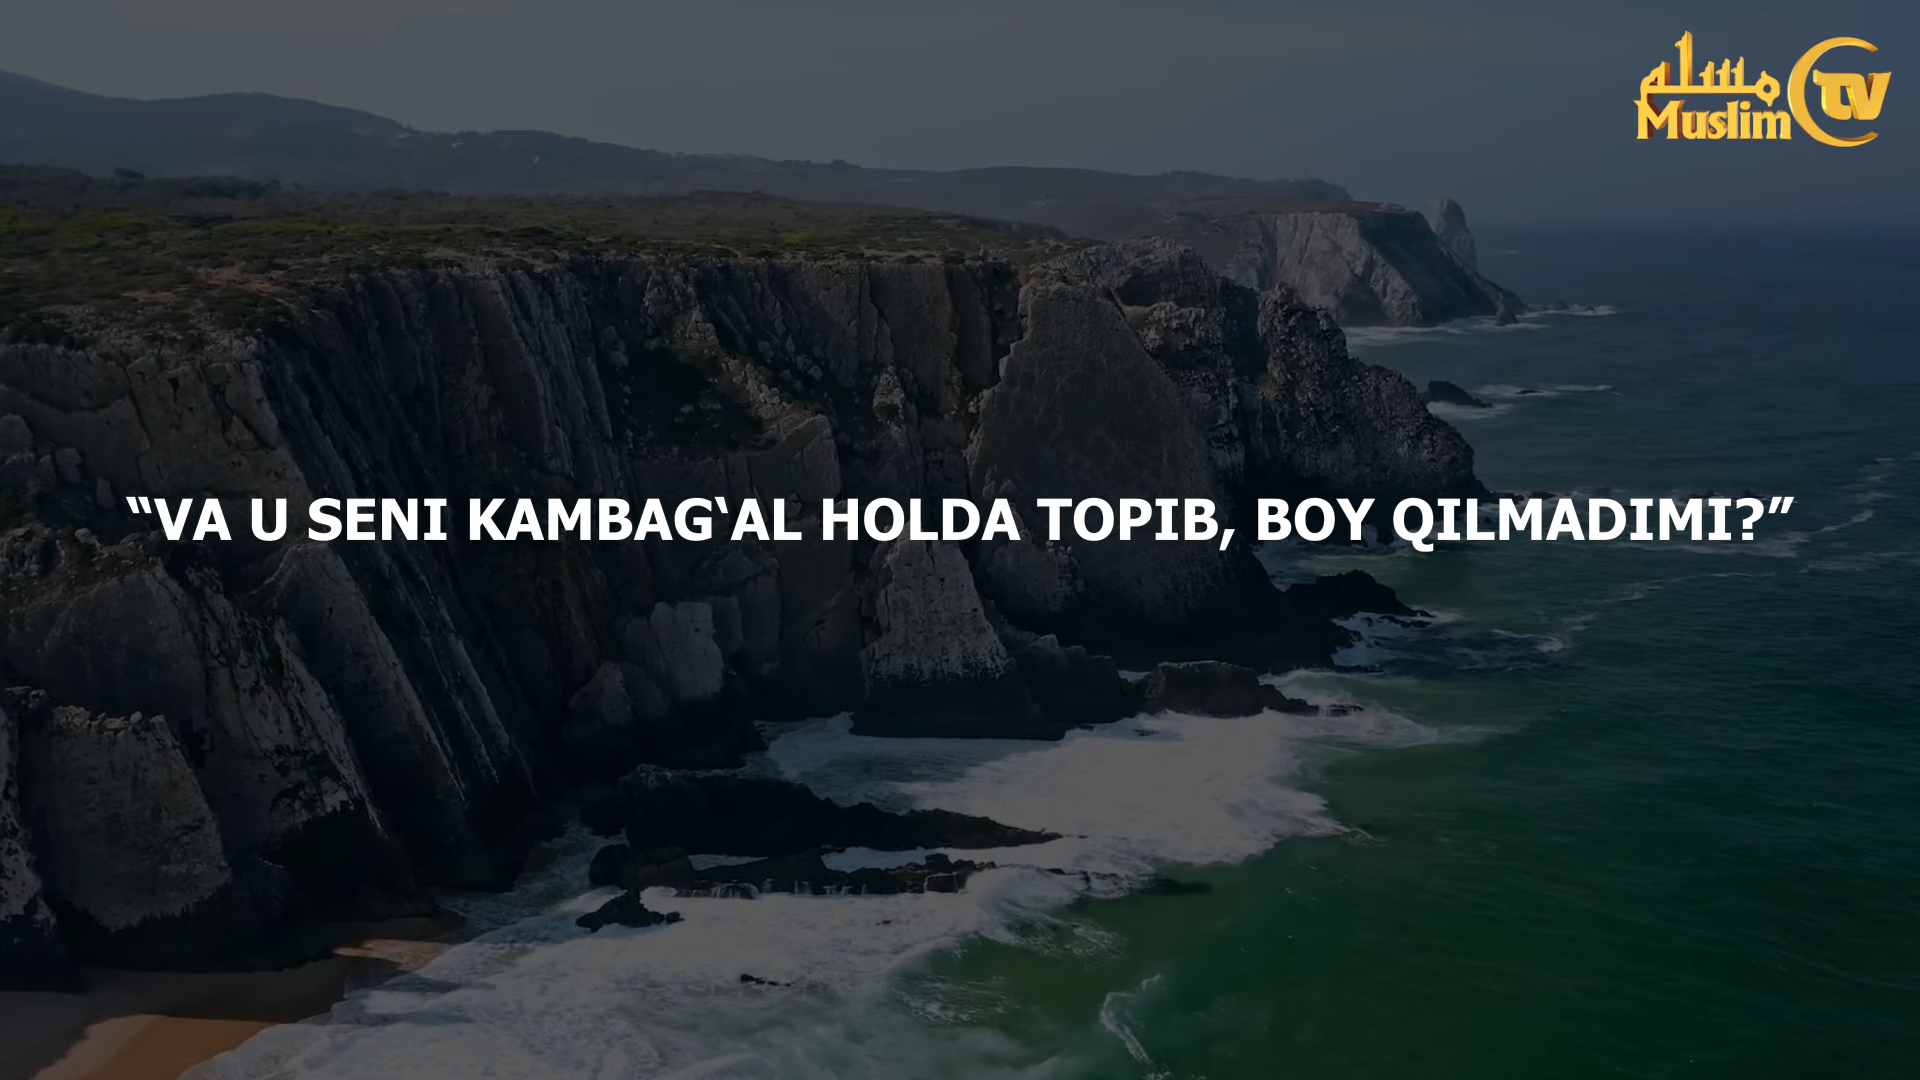 مسلم
Muslim TV
“VA U SENI KAMBAG‘AL HOLDA TOPIB, BOY QILMADIMI?”